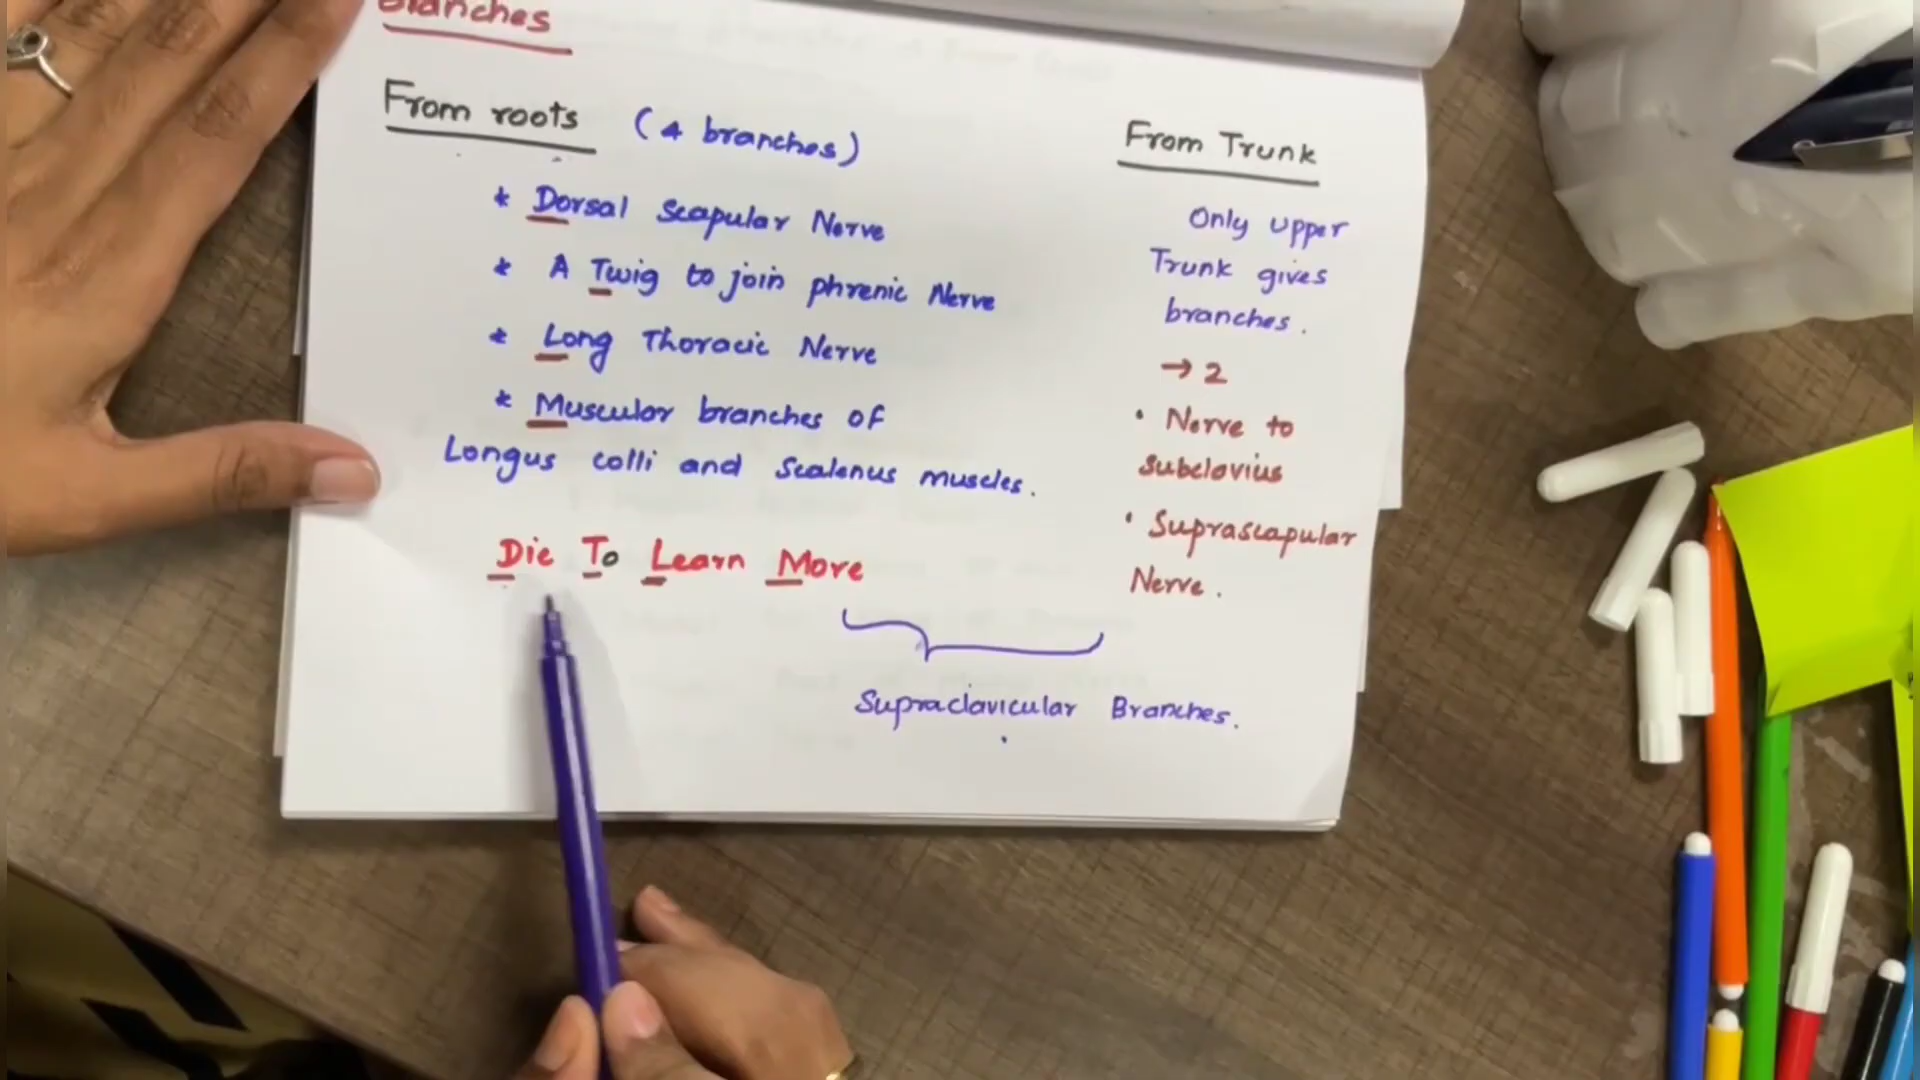 Branches
From roots (4 branches)
* Dorsal Scapular Nerve
* A Twig to join phrenic Nerve
* Long Thoracic Nerve
* Muscular branches of
Longus colli and Scalenus muscles.
Die To Learn More
From Trunk
Only upper
Trunk gives
branches.
→ 2
• Nerve to
subclavius
• Suprascapular
Nerve.
Supraclavicular Branches.